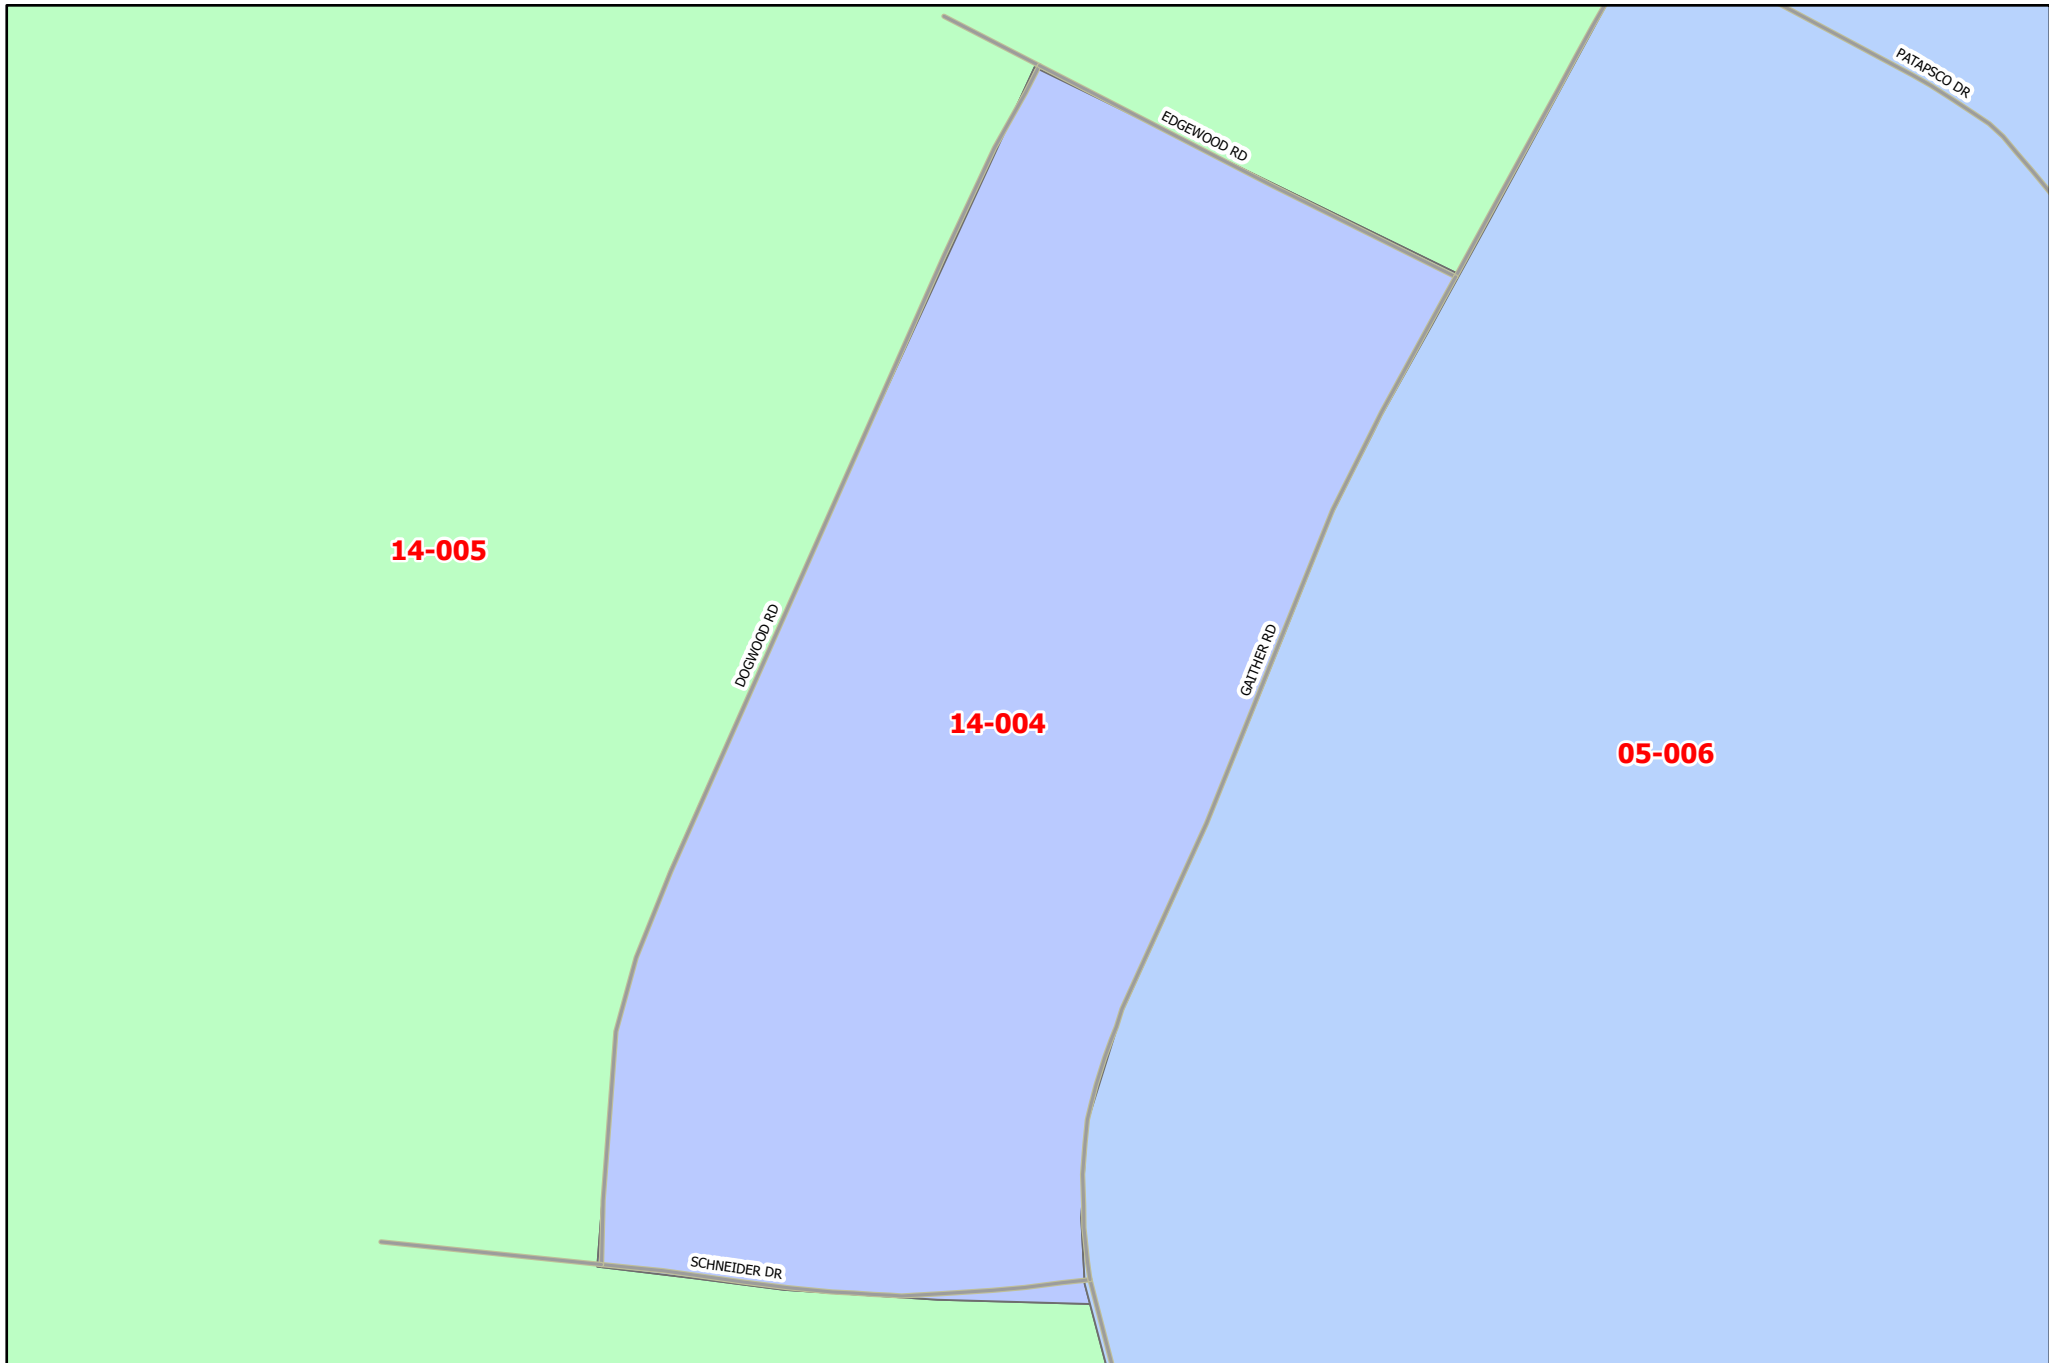 PATAPSCO DR
EDGEWOOD RD
14-005
DOGWOOD RD
GAITHER RD
14-004
05-006
SCHNEIDER DR